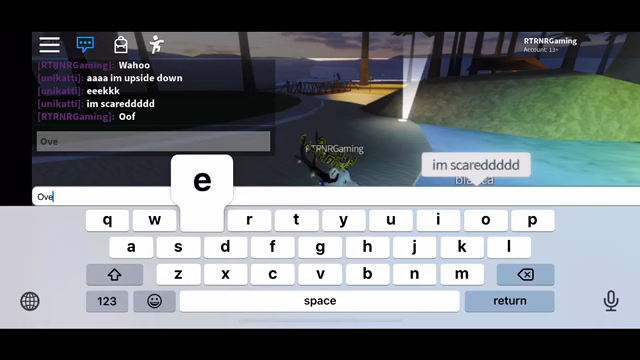 RTRNRGaming
Account: 13+
[RTRNRGaming]: Wahoo
[unikatti]: aaaa im upside down
[unikatti]: eeekkk
[unikatti]: im scareddddd
[RTRNRGaming]: Oof
Ove
RTRNRGaming
im scareddddd
Ove
e
q w r t y u i o p
a s d f g h j k l
z x c v b n m
123 space return